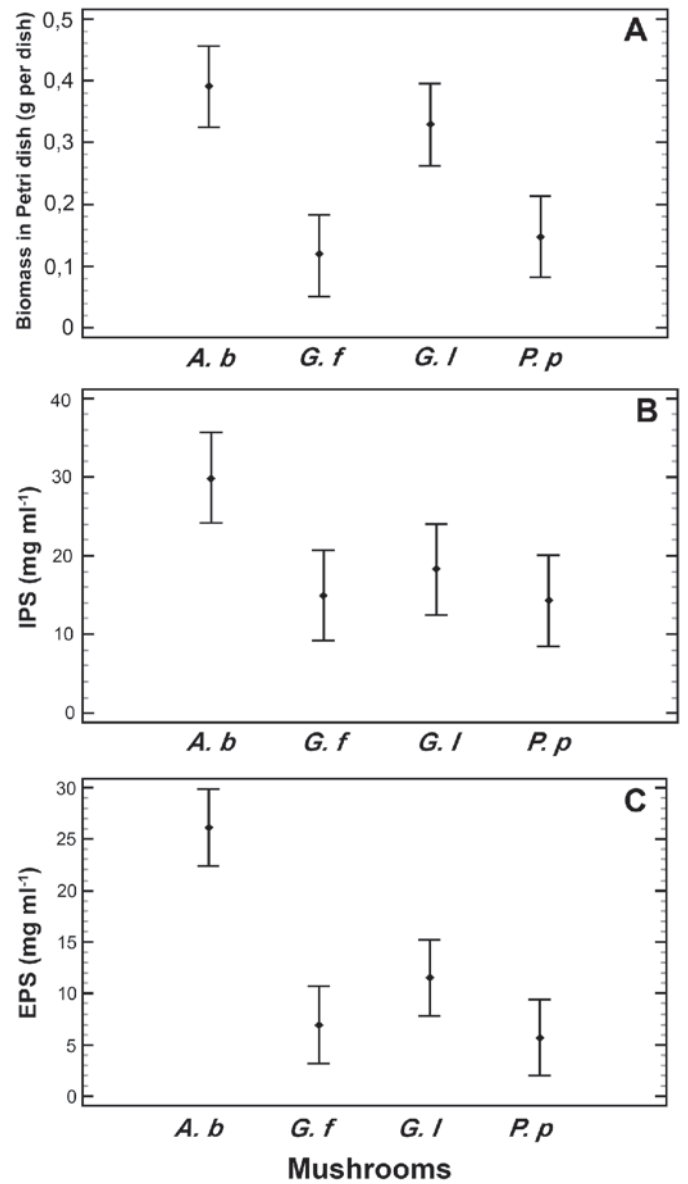 A
Biomass in Petri dish (g per dish)
0,5
0,4
0,3
0,2
0,1
0
A. b G. f G. l P. p
B
IPS (mg ml-1)
40
30
20
10
0
A. b G. f G. l P. p
C
EPS (mg ml-1)
30
25
20
15
10
5
0
A. b G. f G. l P. p
Mushrooms